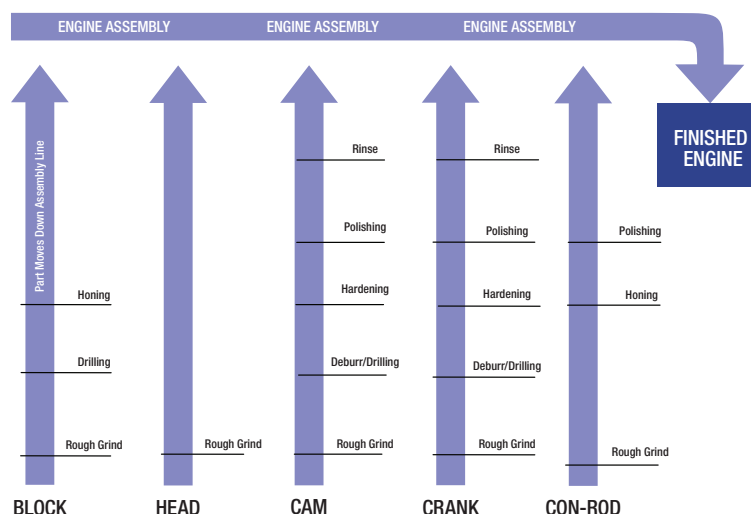 ENGINE ASSEMBLY ENGINE ASSEMBLY ENGINE ASSEMBLY
FINISHED
ENGINE
Part Moves Down Assembly Line
Rinse Rinse
Polishing Polishing Polishing
Honing Hardening Hardening Honing
Drilling Deburr/Drilling Deburr/Drilling
Rough Grind Rough Grind Rough Grind Rough Grind Rough Grind
BLOCK HEAD CAM CRANK CON-ROD